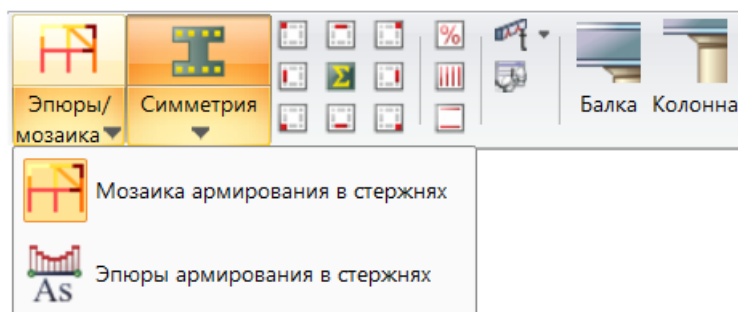 %
Эпюры/
мозаика
Симметрия
Σ
t
Балка
Колонна
Мозаика армирования в стержнях
As
Эпюры армирования в стержнях